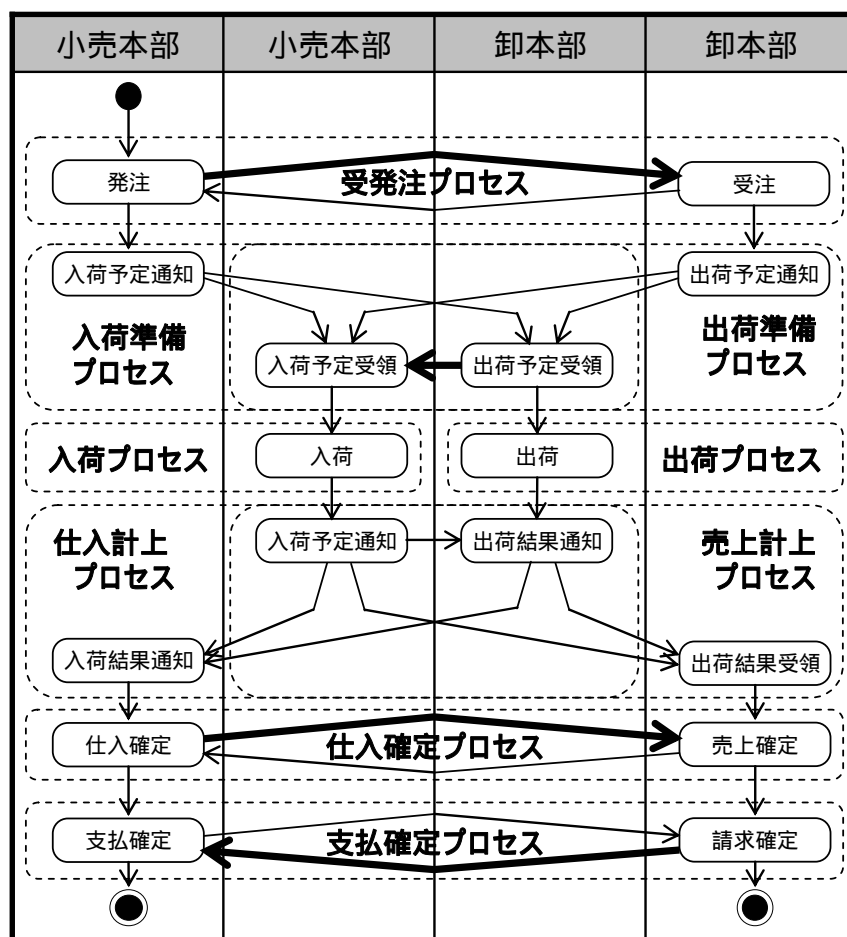 小売本部
小売本部
卸本部
卸本部
発注
受発注プロセス
受注
入荷予定通知
出荷予定通知
入荷準備
プロセス
出荷準備
プロセス
入荷予定受領
出荷予定受領
入荷プロセス
入荷
出荷
出荷プロセス
仕入計上
プロセス
入荷予定通知
出荷結果通知
売上計上
プロセス
入荷結果通知
出荷結果受領
仕入確定
仕入確定プロセス
売上確定
支払確定
支払確定プロセス
請求確定